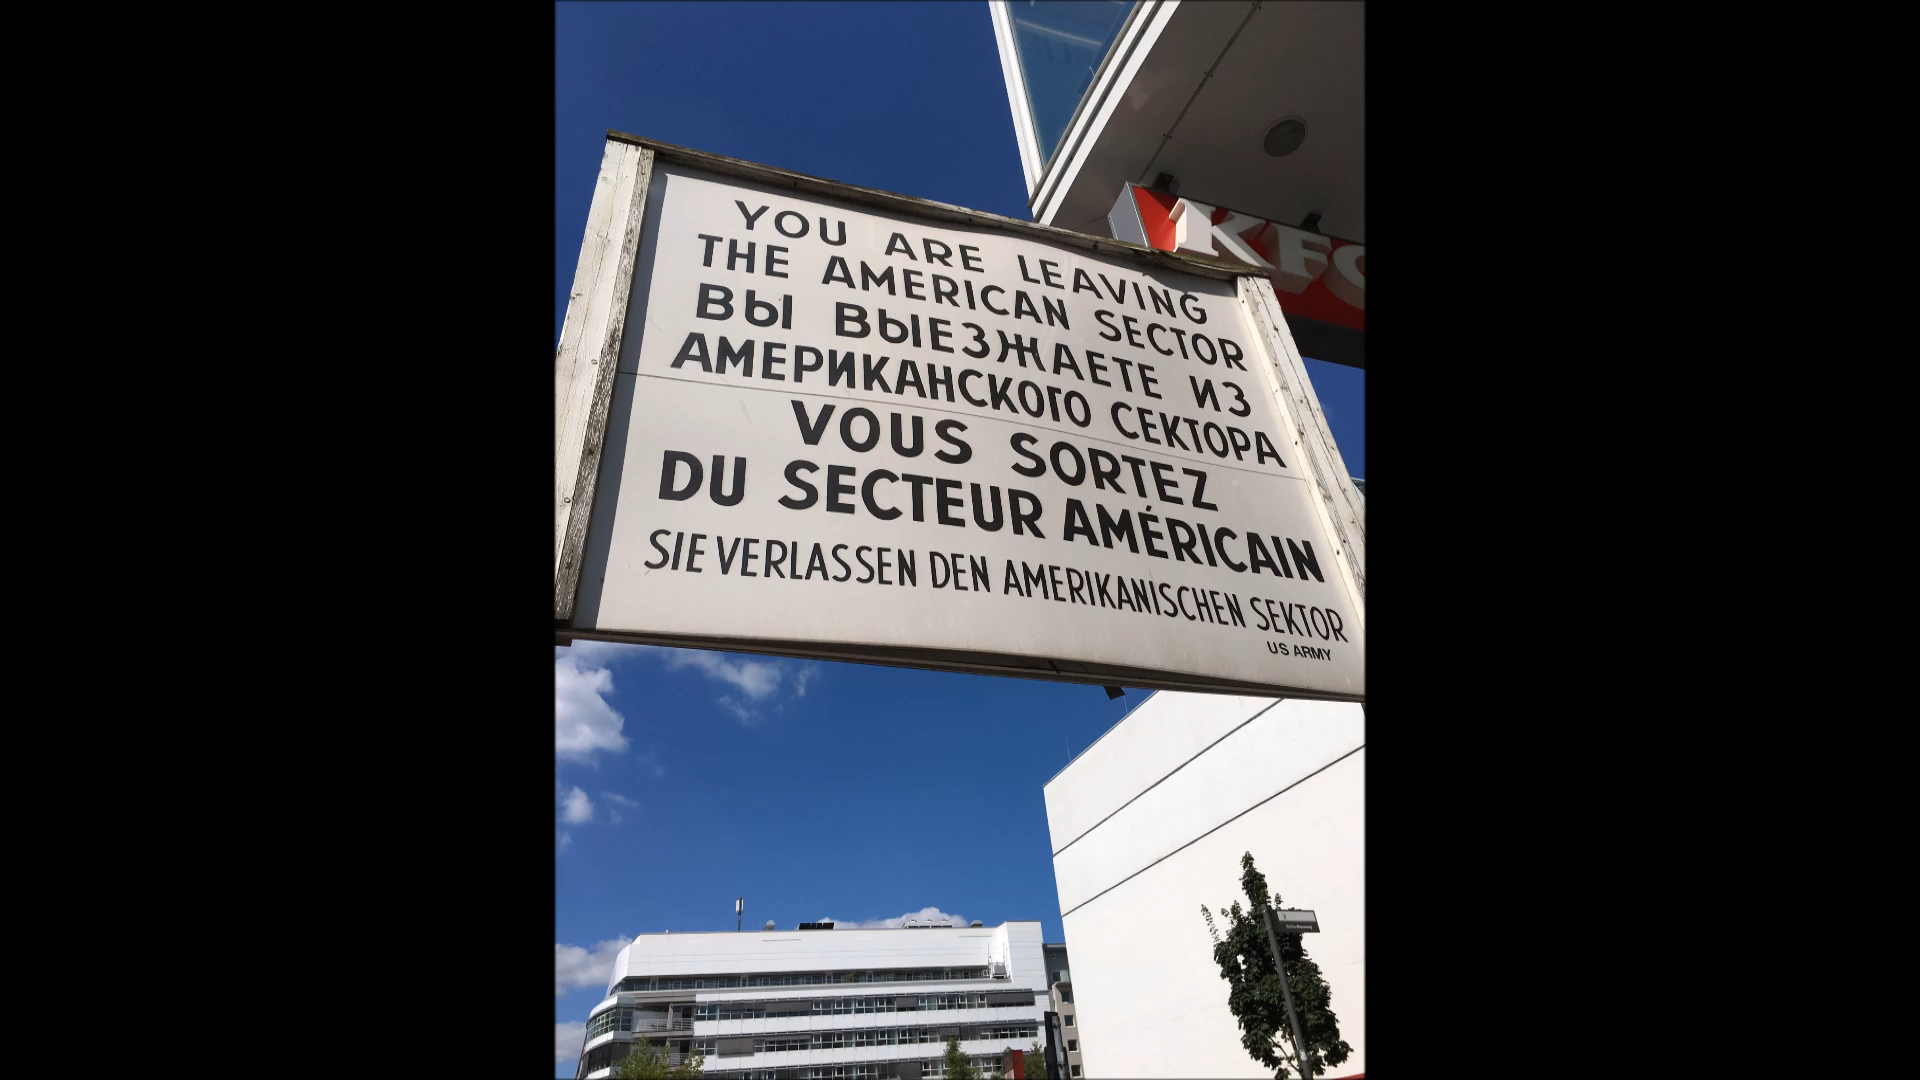 YOU ARE LEAVING
THE AMERICAN SECTOR
ВЫ ВЫЕЗЖАЕТЕ ИЗ
АМЕРИКАНСКОГО СЕКТОРА
VOUS SORTEZ
DU SECTEUR AMÉRICAIN
SIE VERLASSEN DEN AMERIKANISCHEN SEKTOR
US ARMY
KFC